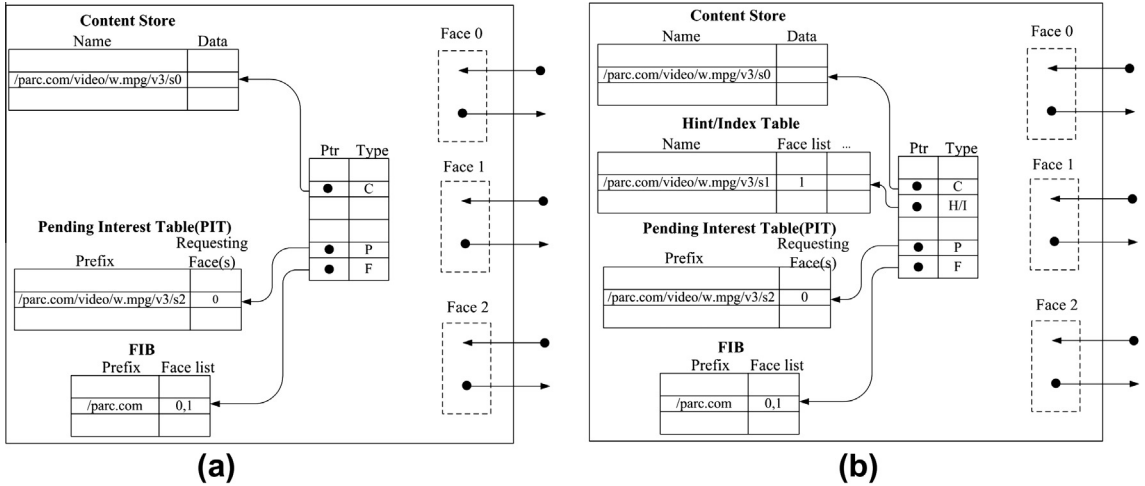 Content Store
Name Data
/parc.com/video/w.mpg/v3/s0
Face 0
Ptr Type
C
Face 1
Pending Interest Table(PIT)
Requesting
Prefix Face(s)
P
F
/parc.com/video/w.mpg/v3/s2 0
Face 2
FIB
Prefix Face list
/parc.com 0,1
(a)
Content Store
Name Data
/parc.com/video/w.mpg/v3/s0
Face 0
Hint/Index Table
Name Face list ...
Ptr Type
/parc.com/video/w.mpg/v3/s1 1
C
H/I
Face 1
Pending Interest Table(PIT)
Requesting
Prefix Face(s)
P
F
/parc.com/video/w.mpg/v3/s2 0
Face 2
FIB
Prefix Face list
/parc.com 0,1
(b)